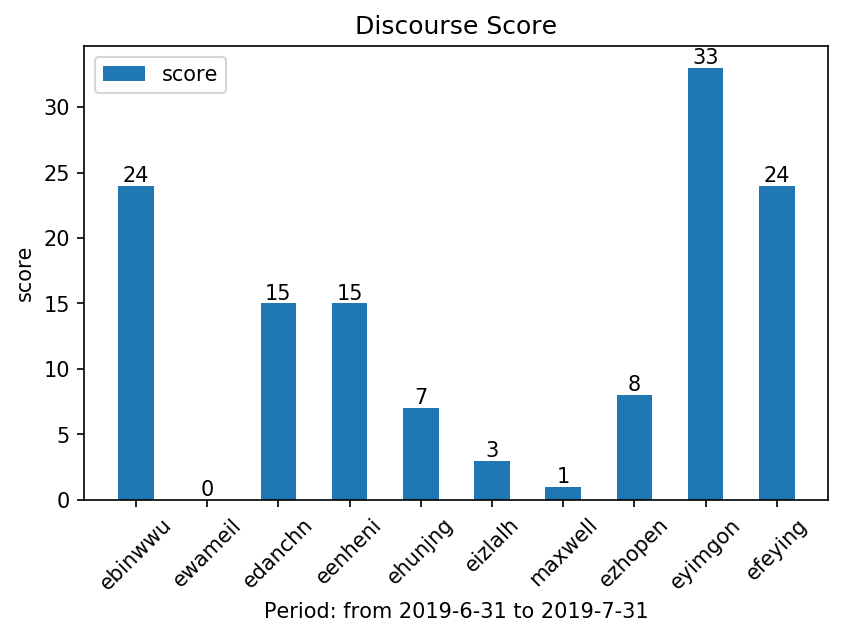 Discourse Score
score
33
30
25
24
24
20
score
15
15
15
10
8
7
5
3
1
0
0
ebinwwu
ewameil
edanchn
eenheni
ehunjng
eizlalh
maxwell
ezhopen
eyimgon
efeying
Period: from 2019-6-31 to 2019-7-31